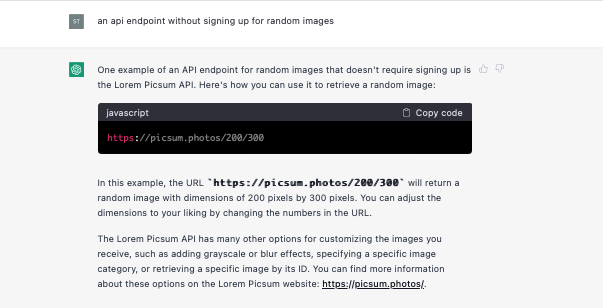 ST an api endpoint without signing up for random images
One example of an API endpoint for random images that doesn't require signing up is
the Lorem Picsum API. Here's how you can use it to retrieve a random image:
javascript Copy code
https://picsum.photos/200/300
In this example, the URL `https://picsum.photos/200/300` will return a
random image with dimensions of 200 pixels by 300 pixels. You can adjust the
dimensions to your liking by changing the numbers in the URL.
The Lorem Picsum API has many other options for customizing the images you
receive, such as adding grayscale or blur effects, specifying a specific image
category, or retrieving a specific image by its ID. You can find more information
about these options on the Lorem Picsum website: https://picsum.photos/.